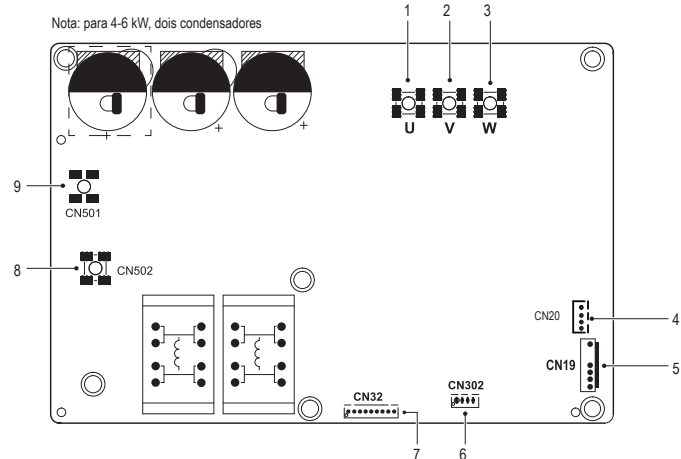 Nota: para 4-6 kW, dois condensadores
1 2 3
+ + +
U V W
9
CN501
8
CN502
CN20
4
CN19
5
CN32
CN302
7
6